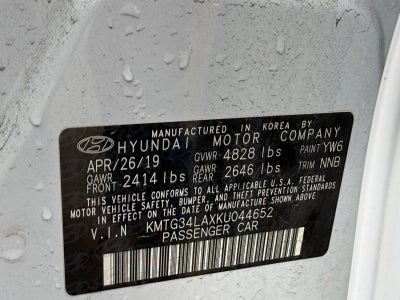 MANUFACTURED IN KOREA BY
HYUNDAI MOTOR COMPANY
APR/26/19 GVWR 4828 lbs PAINT YW6
GAWR FRONT 2414 lbs GAWR REAR 2646 lbs TRIM NNB
THIS VEHICLE CONFORMS TO ALL APPLICABLE U.S.A FEDERAL
MOTOR VEHICLE SAFETY, BUMPER, AND THEFT PREVENTION STANDARDS
IN EFFECT ON THE DATE OF MANUFACTURE SHOWN ABOVE.
V.I.N KMTG34LAXKU044652
PASSENGER CAR